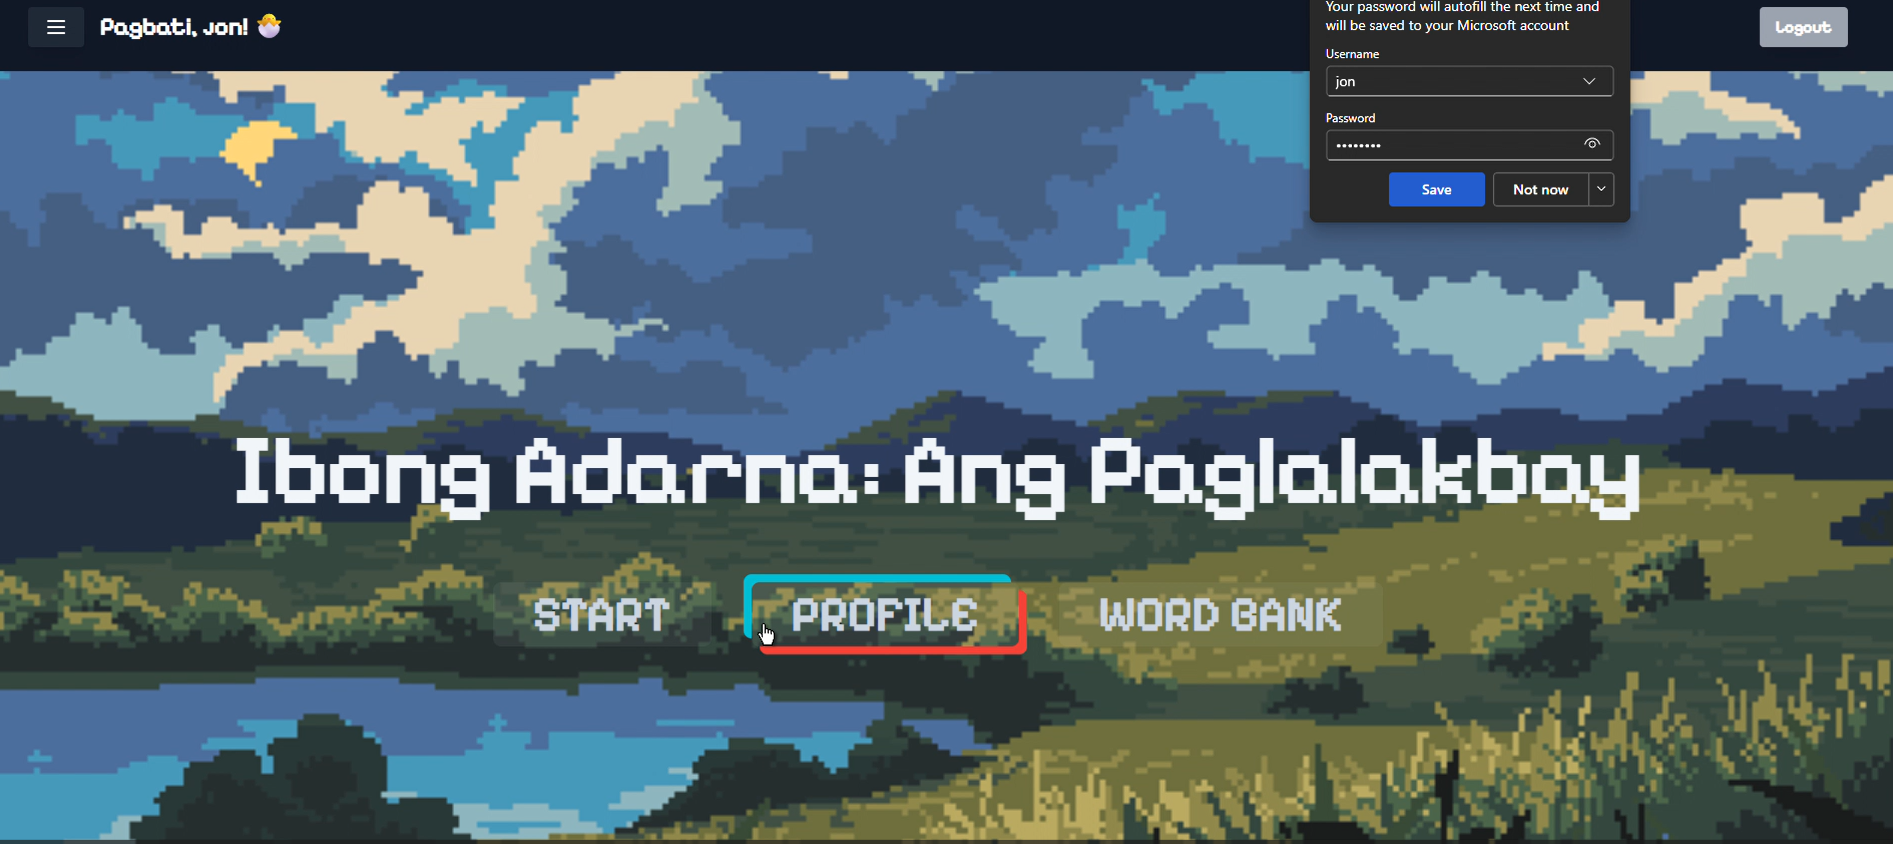 Pagbati, jon! 🐣
Your password will autofill the next time and
will be saved to your Microsoft account
Username
jon
Password
••••••••
Save
Not now
Logout
Ibong Adarna: Ang Paglalakbay
START
PROFILE
WORD BANK